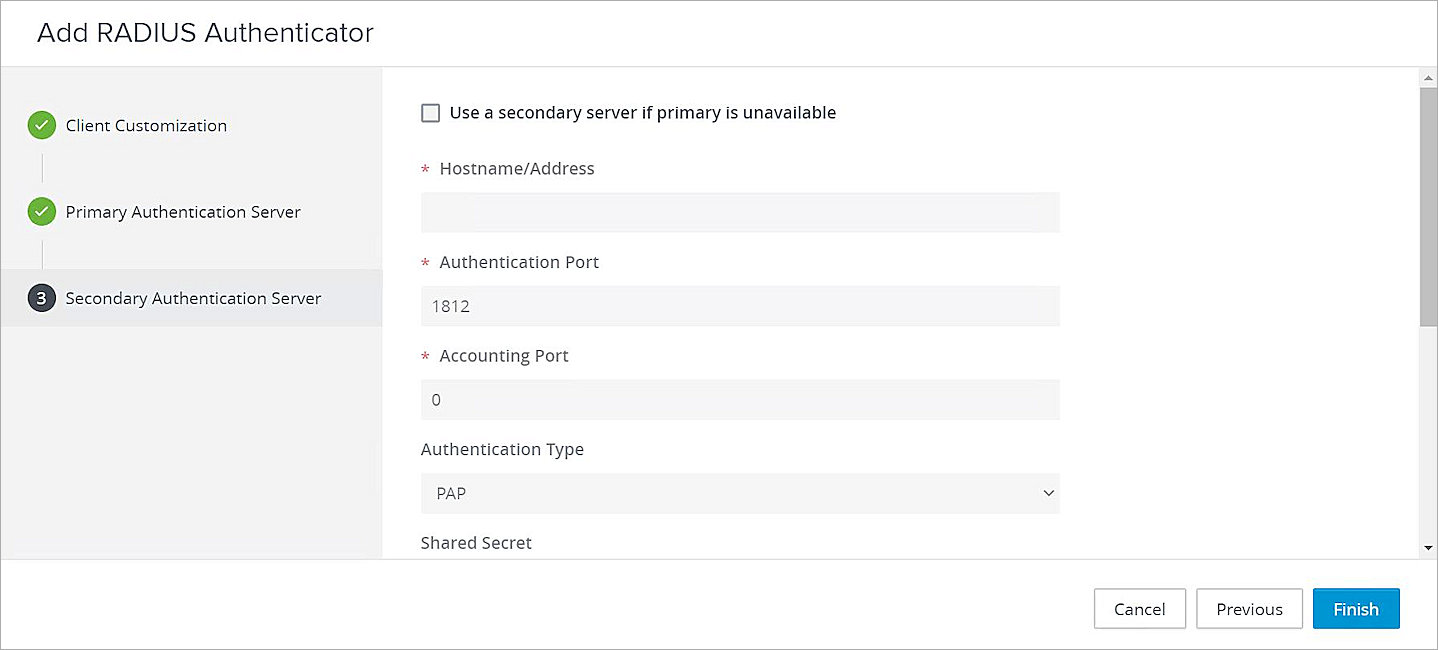 Add RADIUS Authenticator
Client Customization
Primary Authentication Server
3 Secondary Authentication Server
Use a secondary server if primary is unavailable
* Hostname/Address
* Authentication Port
1812
* Accounting Port
0
Authentication Type
PAP
Shared Secret
Cancel Previous Finish